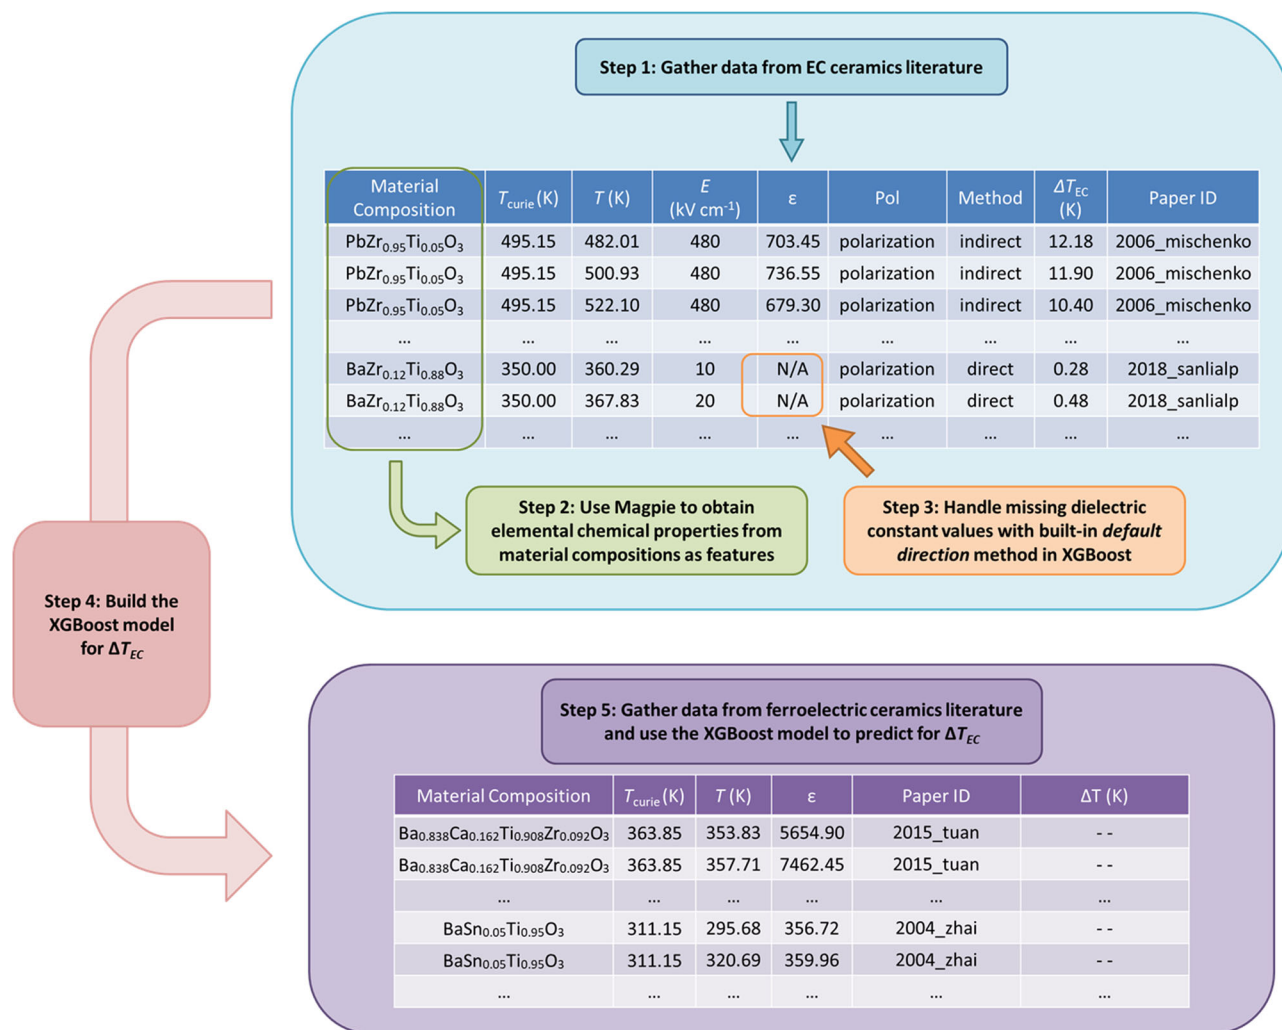 Step 1: Gather data from EC ceramics literature
Material Composition T_curie (K) T (K) E (kV cm⁻¹) ε Pol Method ΔT_EC (K) Paper ID
PbZr₀.₉₅Ti₀.₀₅O₃ 495.15 482.01 480 703.45 polarization indirect 12.18 2006_mischenko
PbZr₀.₉₅Ti₀.₀₅O₃ 495.15 500.93 480 736.55 polarization indirect 11.90 2006_mischenko
PbZr₀.₉₅Ti₀.₀₅O₃ 495.15 522.10 480 679.30 polarization indirect 10.40 2006_mischenko
... ... ... ... ... ... ... ... ...
BaZr₀.₁₂Ti₀.₈₈O₃ 350.00 360.29 10 N/A polarization direct 0.28 2018_sanlialp
BaZr₀.₁₂Ti₀.₈₈O₃ 350.00 367.83 20 N/A polarization direct 0.48 2018_sanlialp
... ... ... ... ... ... ... ... ...
Step 2: Use Magpie to obtain
elemental chemical properties from
material compositions as features
Step 3: Handle missing dielectric
constant values with built-in default
direction method in XGBoost
Step 4: Build the
XGBoost model
for ΔT_EC
Step 5: Gather data from ferroelectric ceramics literature
and use the XGBoost model to predict for ΔT_EC
Material Composition T_curie (K) T (K) ε Paper ID ΔT (K)
Ba₀.₈₃₈Ca₀.₁₆₂Ti₀.₉₀₈Zr₀.₀₉₂O₃ 363.85 353.83 5654.90 2015_tuan - -
Ba₀.₈₃₈Ca₀.₁₆₂Ti₀.₉₀₈Zr₀.₀₉₂O₃ 363.85 357.71 7462.45 2015_tuan - -
... ... ... ... ... ...
BaSn₀.₀₅Ti₀.₉₅O₃ 311.15 295.68 356.72 2004_zhai - -
BaSn₀.₀₅Ti₀.₉₅O₃ 311.15 320.69 359.96 2004_zhai - -
... ... ... ... ... ...